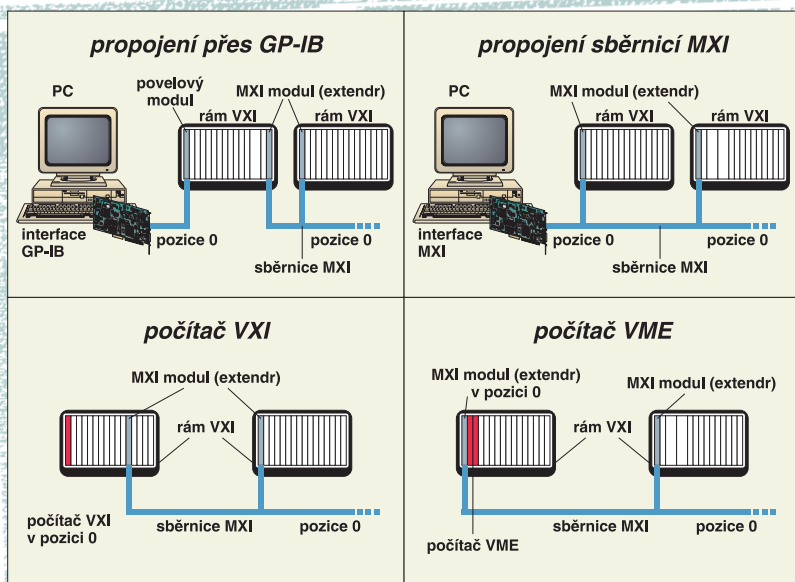 propojení přes GP-IB
PC
povelový
modul
MXI modul (extendr)
rám VXI
rám VXI
interface
GP-IB
pozice 0
pozice 0
sběrnice MXI
propojení sběrnicí MXI
PC
MXI modul (extendr)
rám VXI
rám VXI
interface
MXI
pozice 0
pozice 0
sběrnice MXI
počítač VXI
MXI modul (extendr)
rám VXI
počítač VXI
v pozici 0
sběrnice MXI
pozice 0
počítač VME
MXI modul (extendr)
v pozici 0
MXI modul (extendr)
rám VXI
sběrnice MXI
pozice 0
počítač VME